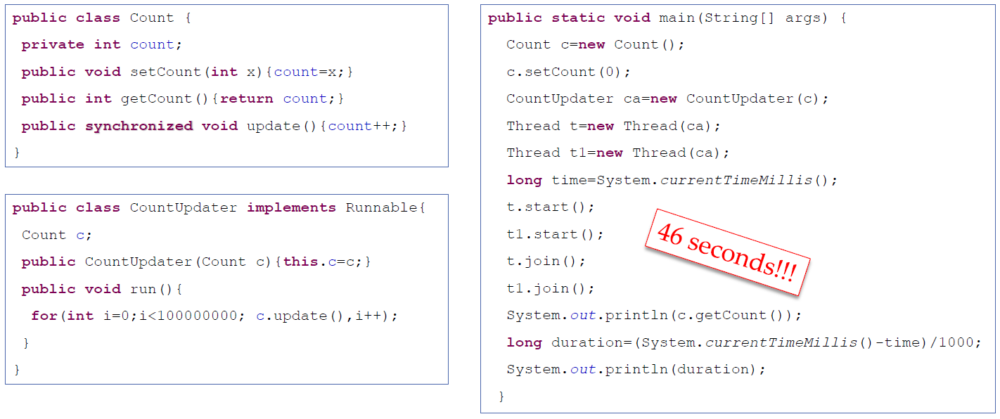 public class Count {
private int count;
public void setCount(int x){count=x;}
public int getCount(){return count;}
public synchronized void update(){count++;}
}
public class CountUpdater implements Runnable{
Count c;
public CountUpdater(Count c){this.c=c;}
public void run(){
for(int i=0;i<100000000; c.update(),i++);
}
}
public static void main(String[] args) {
Count c=new Count();
c.setCount(0);
CountUpdater ca=new CountUpdater(c);
Thread t=new Thread(ca);
Thread t1=new Thread(ca);
long time=System.currentTimeMillis();
t.start();
t1.start();
t.join();
t1.join();
System.out.println(c.getCount());
long duration=(System.currentTimeMillis()-time)/1000;
System.out.println(duration);
}
46 seconds!!!